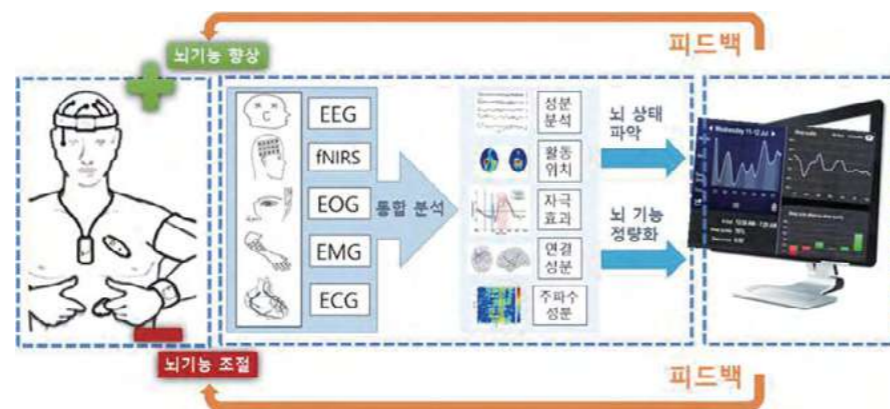 피드백
뇌기능 향상
EEG
fNIRS
EOG
EMG
ECG
통합 분석
성분
분석
활동
위치
자극
효과
연결
성분
주파수
성분
뇌 상태
파악
뇌 기능
정량화
Wednesday 11-12 Jul
뇌기능 조절
피드백